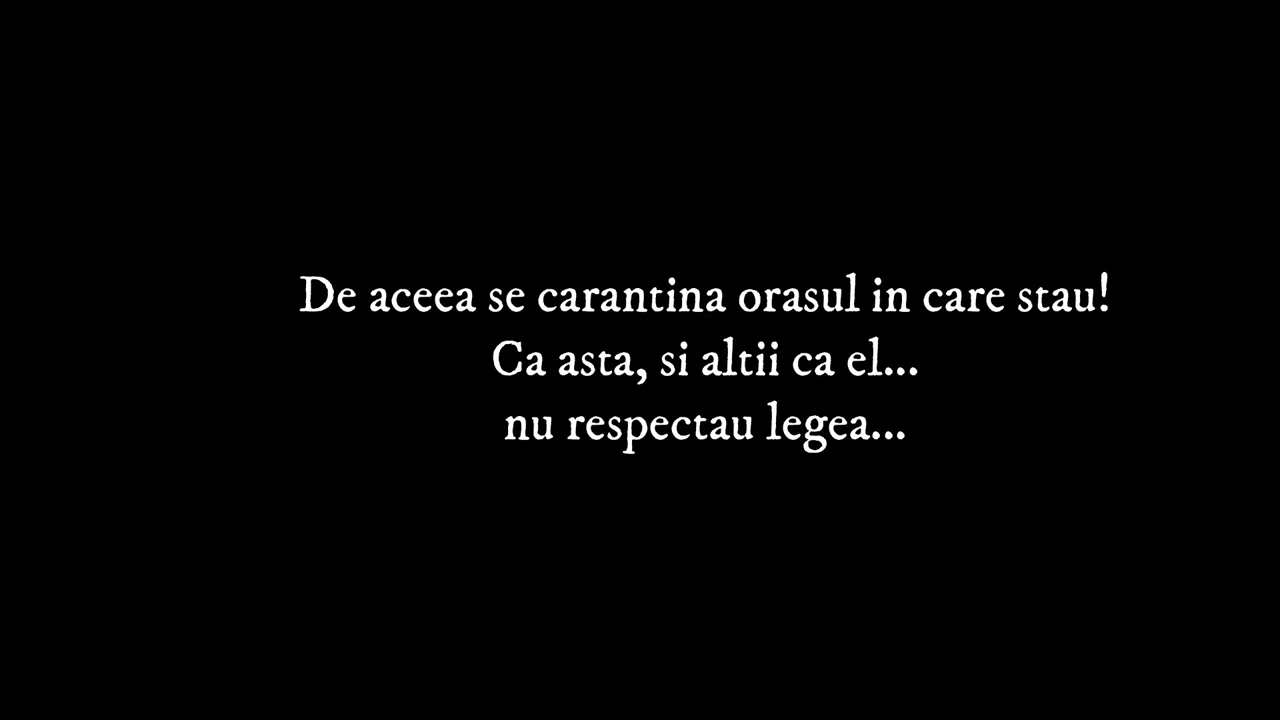 De aceea se carantina orasul in care stau!
Ca asta, si altii ca el...
nu respectau legea...